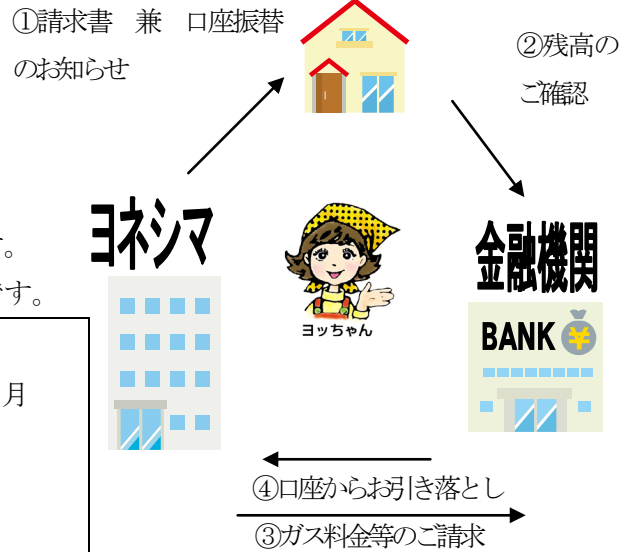 ①請求書　兼　口座振替
のお知らせ
②残高の
ご確認
ヨネシマ
金融機関
。
す。
ヨッちゃん
BANK ¥
月
④口座からお引き落とし
③ガス料金等のご請求